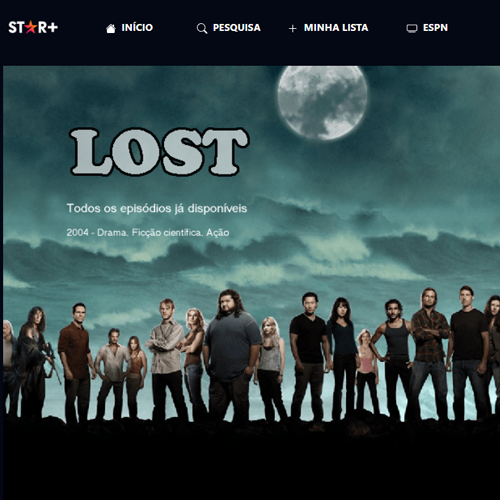 ST★R+ INÍCIO PESQUISA + MINHA LISTA ESPN
LOST
Todos os episódios já disponíveis
2004 - Drama, Ficção científica, Ação